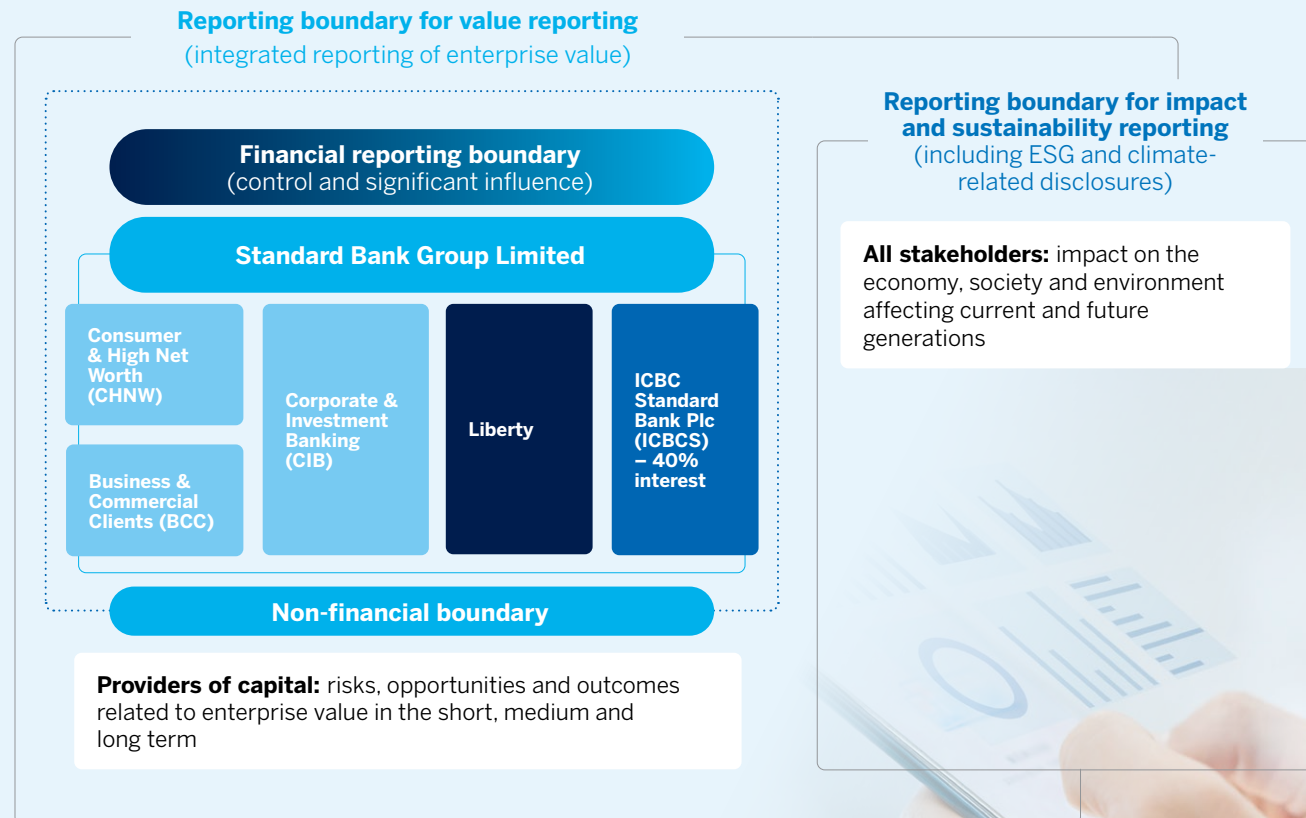 Reporting boundary for value reporting
(integrated reporting of enterprise value)
Financial reporting boundary
(control and significant influence)
Standard Bank Group Limited
Consumer
& High Net
Worth
(CHNW)
Business &
Commercial
Clients (BCC)
Corporate &
Investment
Banking
(CIB)
Liberty
ICBC
Standard
Bank Plc
(ICBCS)
– 40%
interest
Non-financial boundary
Providers of capital: risks, opportunities and outcomes
related to enterprise value in the short, medium and
long term
Reporting boundary for impact
and sustainability reporting
(including ESG and climate-
related disclosures)
All stakeholders: impact on the
economy, society and environment
affecting current and future
generations